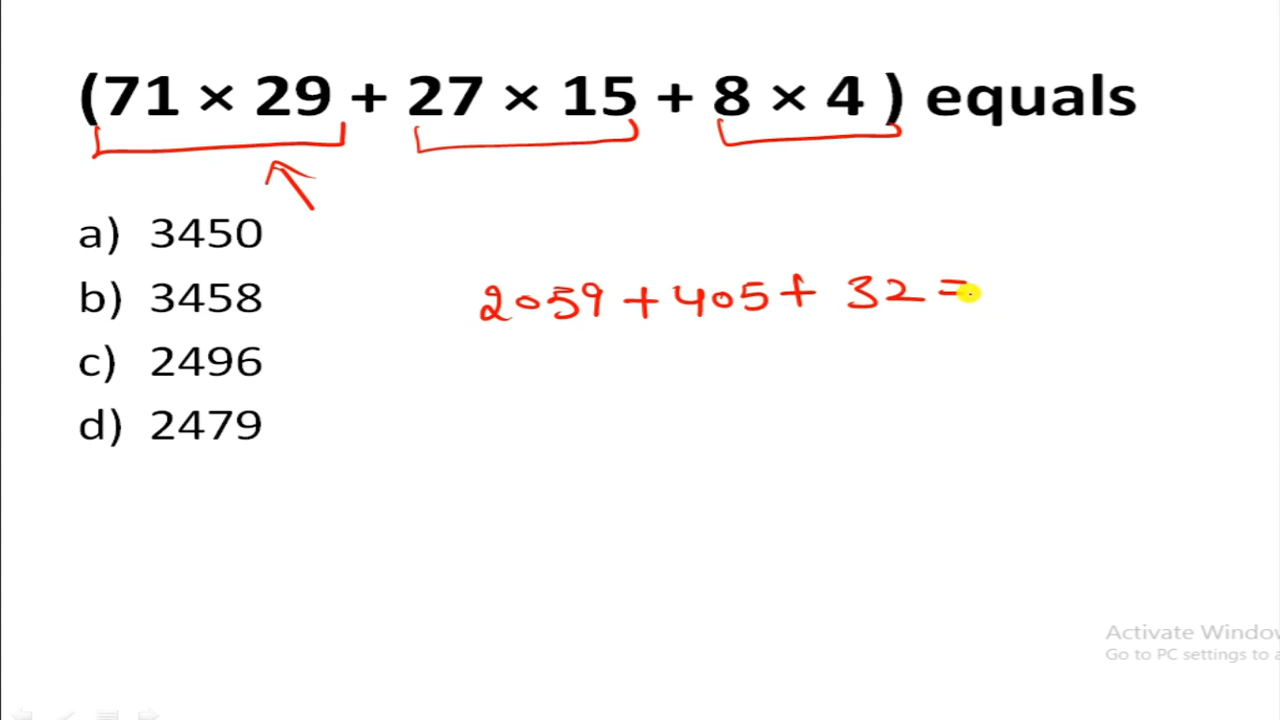 (71 × 29 + 27 × 15 + 8 × 4 ) equals
a) 3450
b) 3458
2059 + 405 + 32 =
c) 2496
d) 2479
Activate Windo
Go to PC settings to a